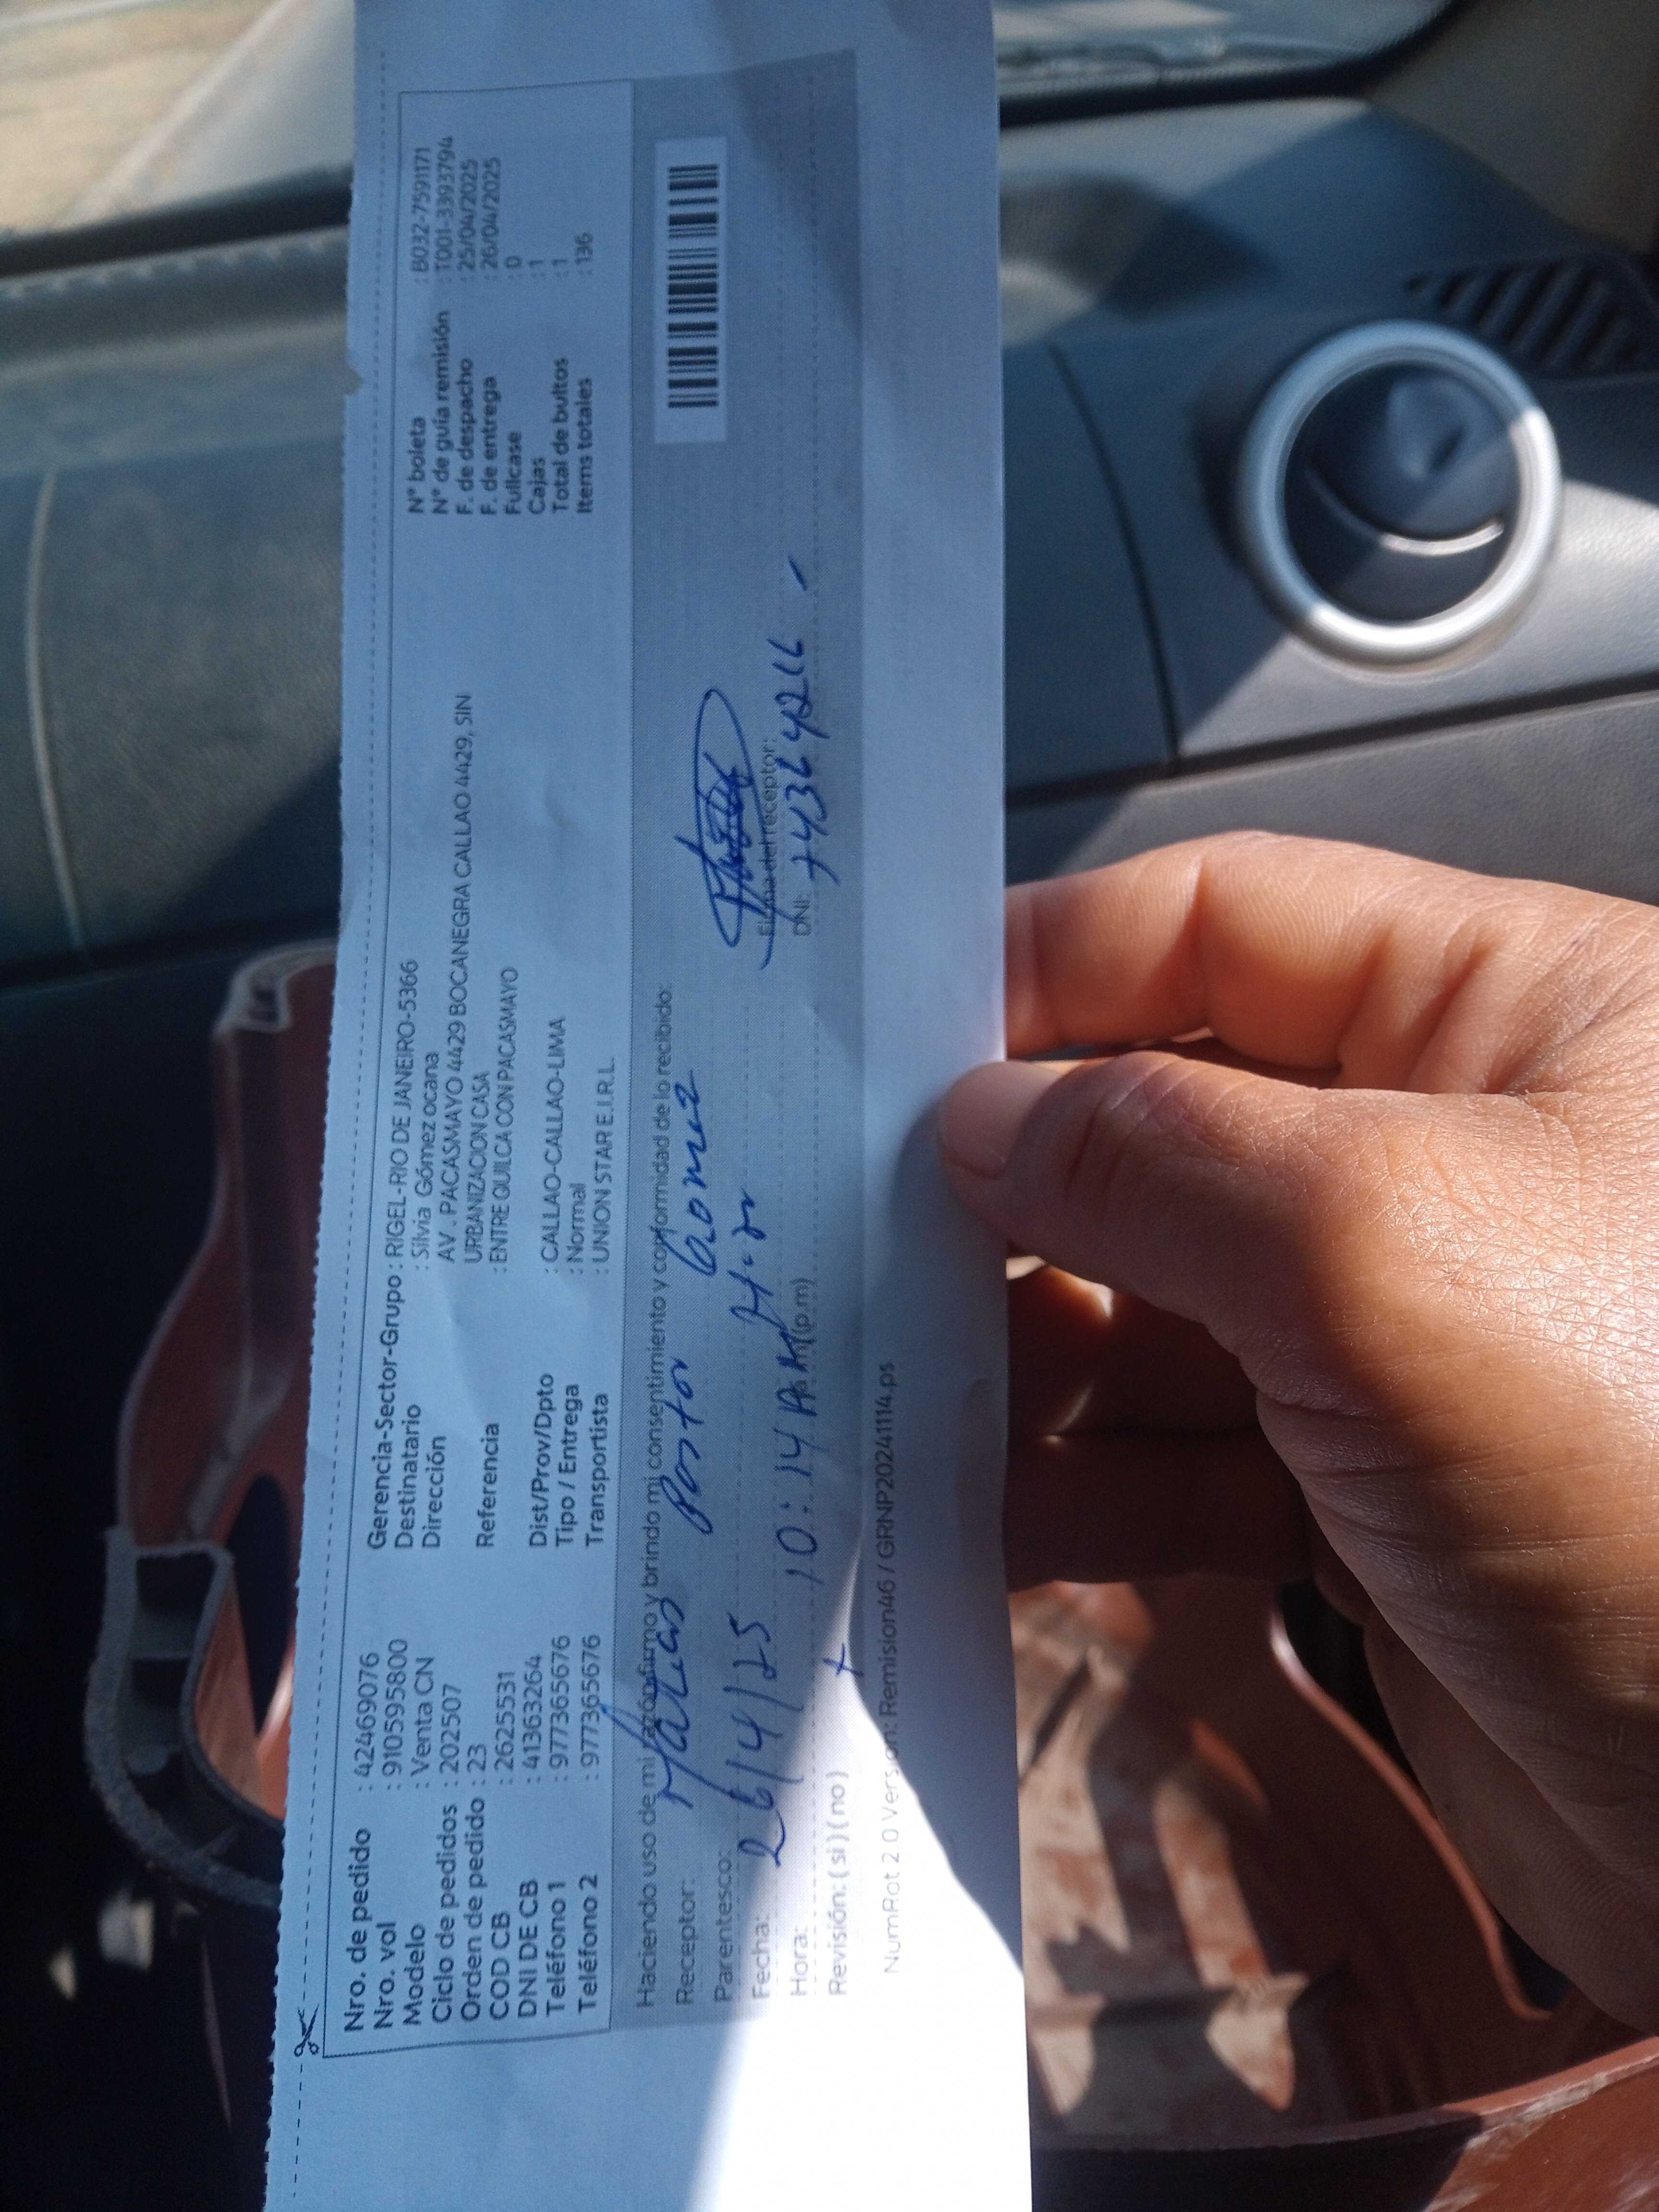 Nro. de pedido : 42469076
Nro. vol : 910595800
Modelo : Venta CN
Ciclo de pedidos : 202507
Orden de pedido : 23
COD CB : 2625531
DNI DE CB : 41363264
Teléfono 1 : 977365676
Teléfono 2 : 977365676
Gerencia-Sector-Grupo : RIGEL-RIO DE JANEIRO-5366
Destinatario : Silvia Gómez ocana
Dirección AV . PACASMAYO 4429 BOCANEGRA CALLAO 4429, SIN
URBANIZACION CASA
Referencia : ENTRE QUILCA CON PACASMAYO
Dist/Prov/Dpto : CALLAO-CALLAO-LIMA
Tipo / Entrega : Normal
Transportista : UNION STAR E.I.R.L.
N° boleta : B032-7591171
N° de guía remisión : T001-3393794
F. de despacho : 25/04/2025
F. de entrega : 26/04/2025
Fullcase : 0
Cajas : 1
Total de bultos : 1
Items totales : 136
Haciendo uso de mi razón firmo y brindo mi consentimiento y conformidad de lo recibido:
Receptor: Matias Pastor Gomez
Parentesco:
Fecha: 26/4/25
Hora: 10:14 AM (p.m)
Revisión: ( si ) ( no )
Firma del receptor:
DNI:
NumRot 2 0 Version: Remision46 / GRNP20241114.ps